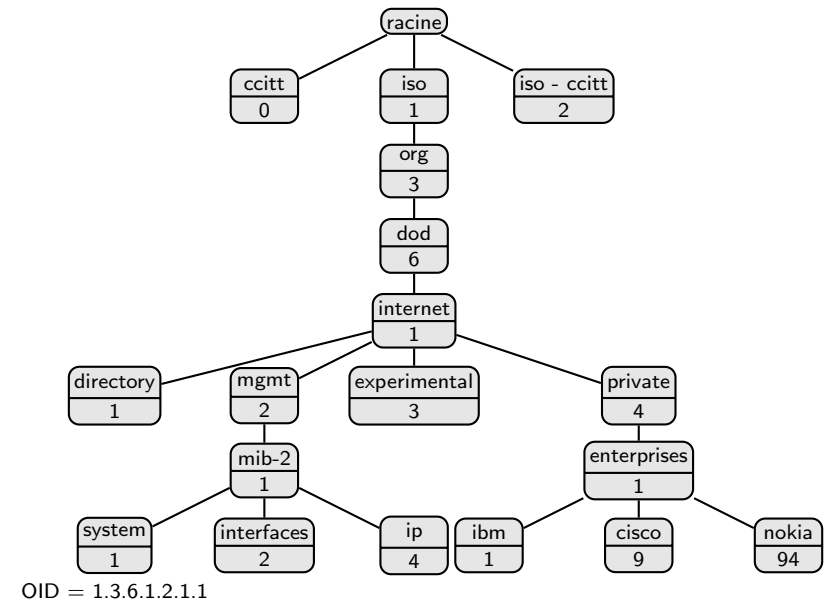 racine
ccitt iso iso - ccitt
0 1 2
org
3
dod
6
internet
1
directory mgmt experimental private
1 2 3 4
mib-2 enterprises
1 1
system interfaces ip ibm cisco nokia
1 2 4 1 9 94
OID = 1.3.6.1.2.1.1